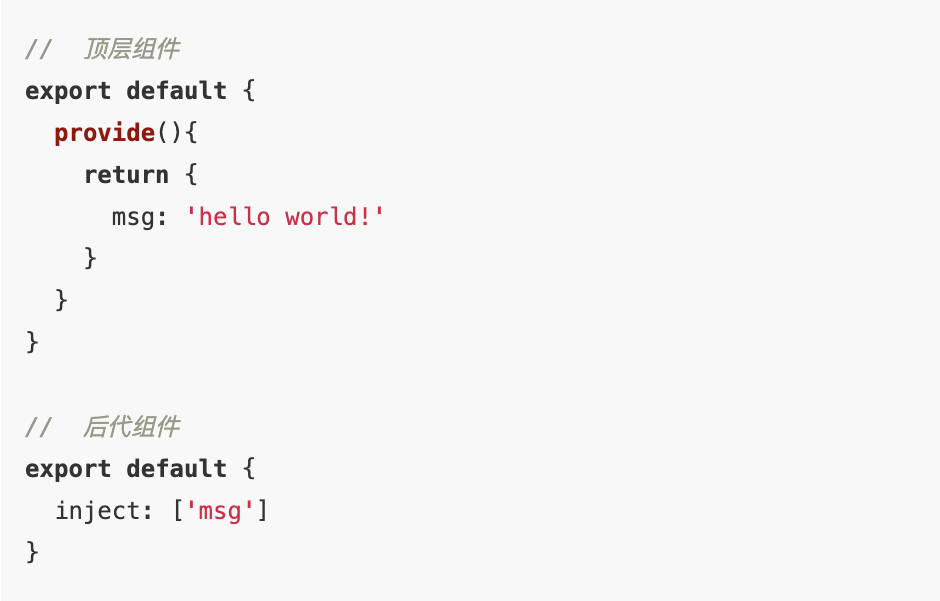 //  顶层组件
export default {
  provide(){
    return {
      msg: 'hello world!'
    }
  }
}

//  后代组件
export default {
  inject: ['msg']
}